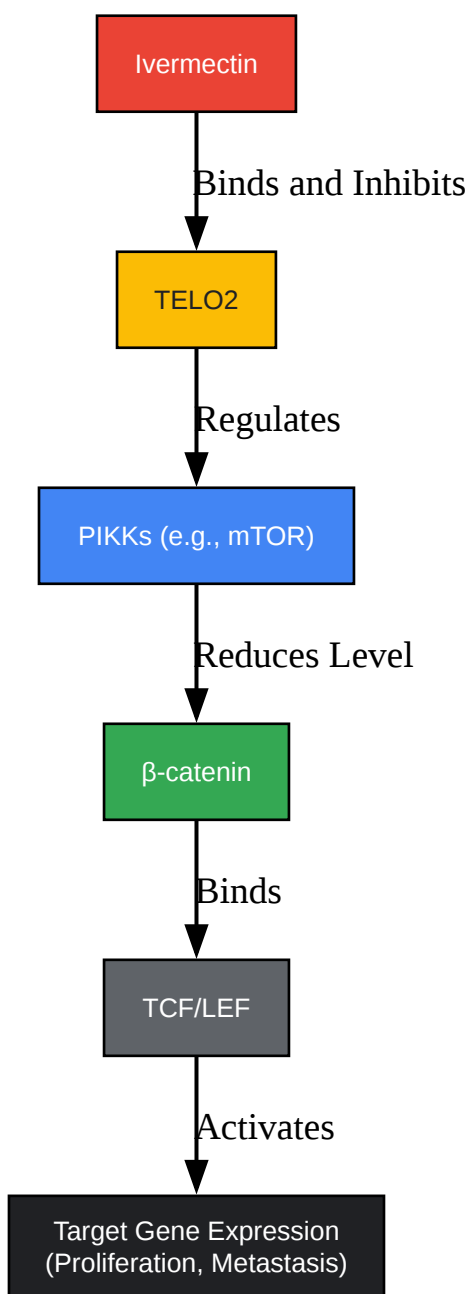 Ivermectin
Binds and Inhibits
TELO2
Regulates
PIKKs (e.g., mTOR)
Reduces Level
β-catenin
Binds
TCF/LEF
Activates
Target Gene Expression
(Proliferation, Metastasis)